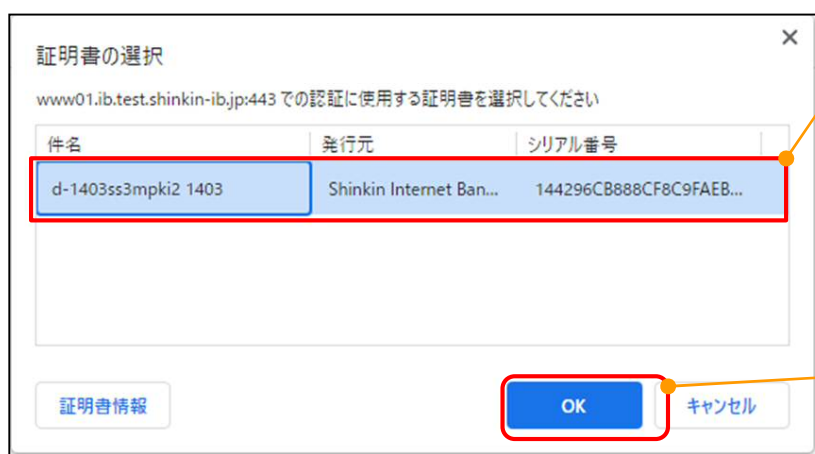 証明書の選択
www01.ib.test.shinkin-ib.jp:443 での認証に使用する証明書を選択してください
件名 発行元 シリアル番号
d-1403ss3mpki2 1403 Shinkin Internet Ban... 144296CB888CF8C9FAEB...
証明書情報 OK キャンセル